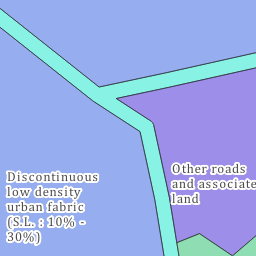 Discontinuous
low density
urban fabric
(S.L. : 10% -
30%)
Other roads
and associate
land